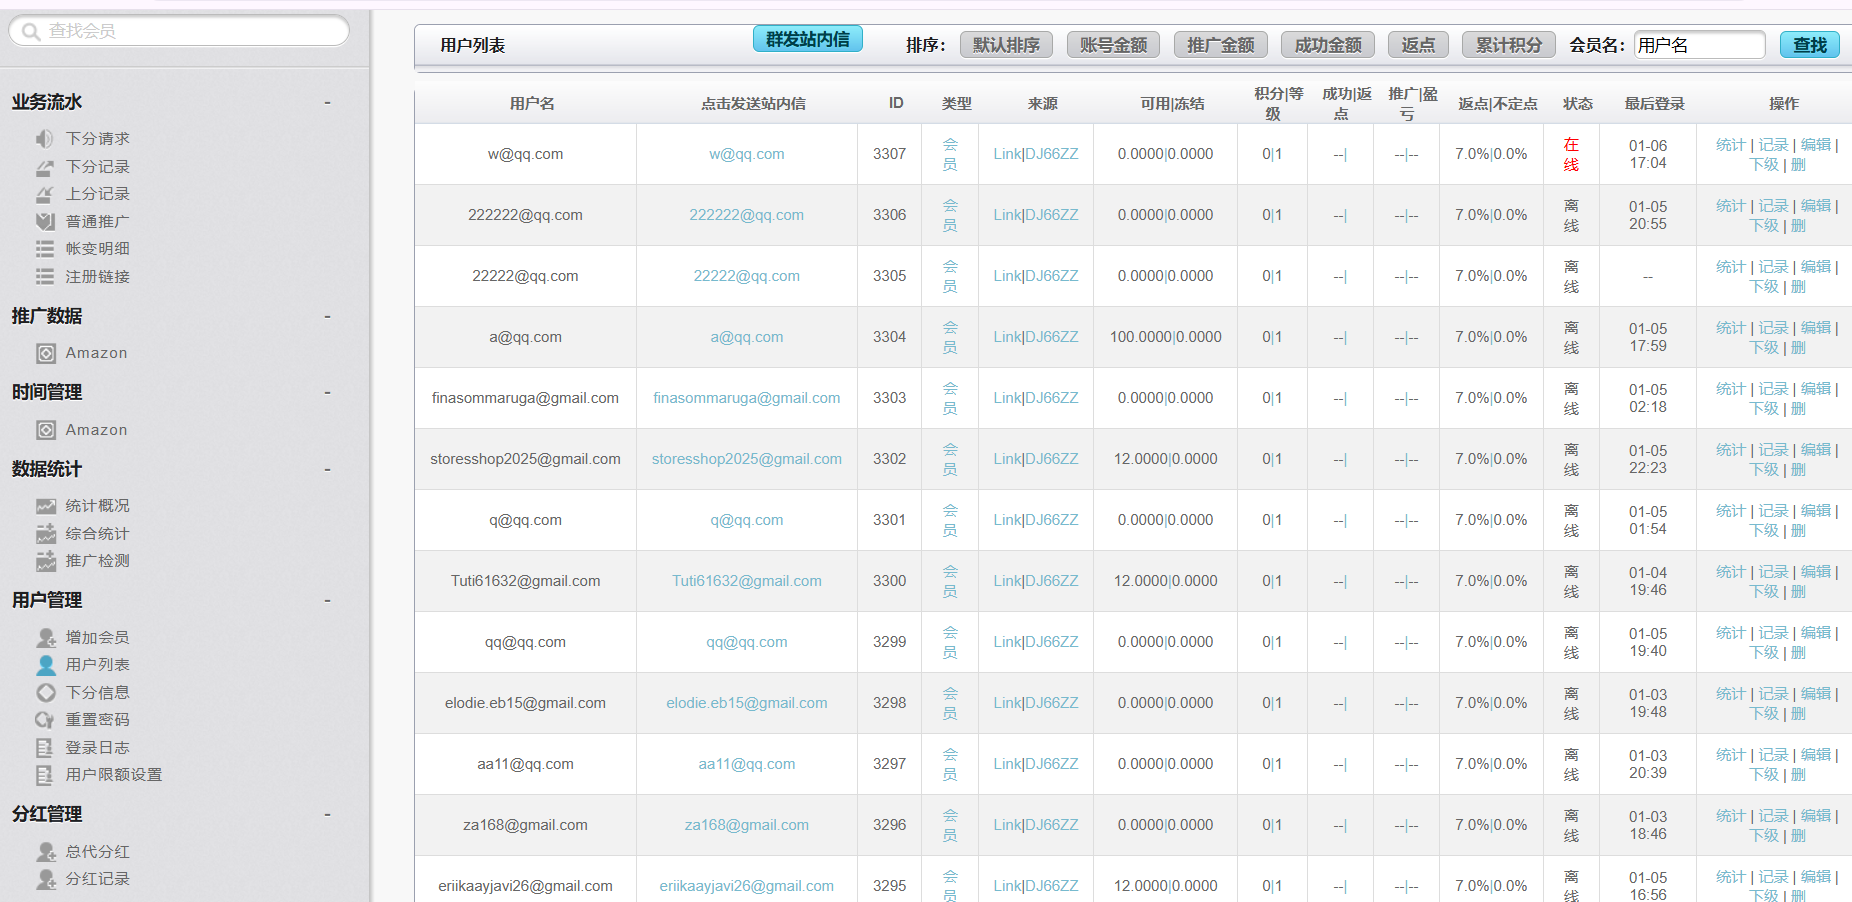 查找会员
业务流水 -
下分请求
下分记录
上分记录
普通推广
帐变明细
注册链接
推广数据 -
Amazon
时间管理 -
Amazon
数据统计 -
统计概况
综合统计
推广检测
用户管理 -
增加会员
用户列表
下分信息
重置密码
登录日志
用户限额设置
分红管理 -
总代分红
分红记录
用户列表 群发站内信 排序： 默认排序 账号金额 推广金额 成功金额 返点 累计积分 会员名： 用户名 查找
用户名 点击发送站内信 ID 类型 来源 可用|冻结 积分|等级 成功|返点 推广|盈亏 返点|不定点 状态 最后登录 操作
w@qq.com w@qq.com 3307 会员 Link|DJ66ZZ 0.0000|0.0000 0|1 --| --|-- 7.0%|0.0% 在线 01-06 17:04 统计 | 记录 | 编辑 | 下级 | 删
222222@qq.com 222222@qq.com 3306 会员 Link|DJ66ZZ 0.0000|0.0000 0|1 --| --|-- 7.0%|0.0% 离线 01-05 20:55 统计 | 记录 | 编辑 | 下级 | 删
22222@qq.com 22222@qq.com 3305 会员 Link|DJ66ZZ 0.0000|0.0000 0|1 --| --|-- 7.0%|0.0% 离线 -- 统计 | 记录 | 编辑 | 下级 | 删
a@qq.com a@qq.com 3304 会员 Link|DJ66ZZ 100.0000|0.0000 0|1 --| --|-- 7.0%|0.0% 离线 01-05 17:59 统计 | 记录 | 编辑 | 下级 | 删
finasommaruga@gmail.com finasommaruga@gmail.com 3303 会员 Link|DJ66ZZ 0.0000|0.0000 0|1 --| --|-- 7.0%|0.0% 离线 01-05 02:18 统计 | 记录 | 编辑 | 下级 | 删
storesshop2025@gmail.com storesshop2025@gmail.com 3302 会员 Link|DJ66ZZ 12.0000|0.0000 0|1 --| --|-- 7.0%|0.0% 离线 01-05 22:23 统计 | 记录 | 编辑 | 下级 | 删
q@qq.com q@qq.com 3301 会员 Link|DJ66ZZ 0.0000|0.0000 0|1 --| --|-- 7.0%|0.0% 离线 01-05 01:54 统计 | 记录 | 编辑 | 下级 | 删
Tuti61632@gmail.com Tuti61632@gmail.com 3300 会员 Link|DJ66ZZ 12.0000|0.0000 0|1 --| --|-- 7.0%|0.0% 离线 01-04 19:46 统计 | 记录 | 编辑 | 下级 | 删
qq@qq.com qq@qq.com 3299 会员 Link|DJ66ZZ 0.0000|0.0000 0|1 --| --|-- 7.0%|0.0% 离线 01-05 19:40 统计 | 记录 | 编辑 | 下级 | 删
elodie.eb15@gmail.com elodie.eb15@gmail.com 3298 会员 Link|DJ66ZZ 0.0000|0.0000 0|1 --| --|-- 7.0%|0.0% 离线 01-03 19:48 统计 | 记录 | 编辑 | 下级 | 删
aa11@qq.com aa11@qq.com 3297 会员 Link|DJ66ZZ 0.0000|0.0000 0|1 --| --|-- 7.0%|0.0% 离线 01-03 20:39 统计 | 记录 | 编辑 | 下级 | 删
za168@gmail.com za168@gmail.com 3296 会员 Link|DJ66ZZ 0.0000|0.0000 0|1 --| --|-- 7.0%|0.0% 离线 01-03 18:46 统计 | 记录 | 编辑 | 下级 | 删
eriikaayjavi26@gmail.com eriikaayjavi26@gmail.com 3295 会员 Link|DJ66ZZ 12.0000|0.0000 0|1 --| --|-- 7.0%|0.0% 离线 01-05 16:56 统计 | 记录 | 编辑 | 下级 | 删